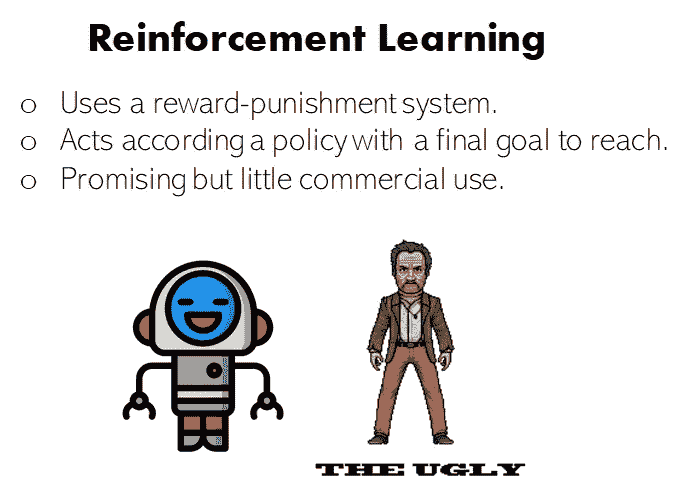 Reinforcement Learning
o Uses a reward-punishment system.
o Acts according a policy with a final goal to reach.
o Promising but little commercial use.
THE UGLY